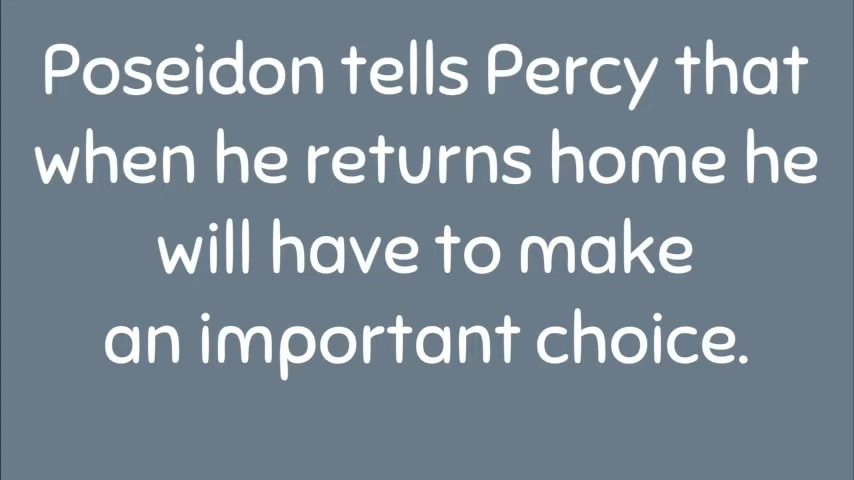 Poseidon tells Percy that
when he returns home he
will have to make
an important choice.